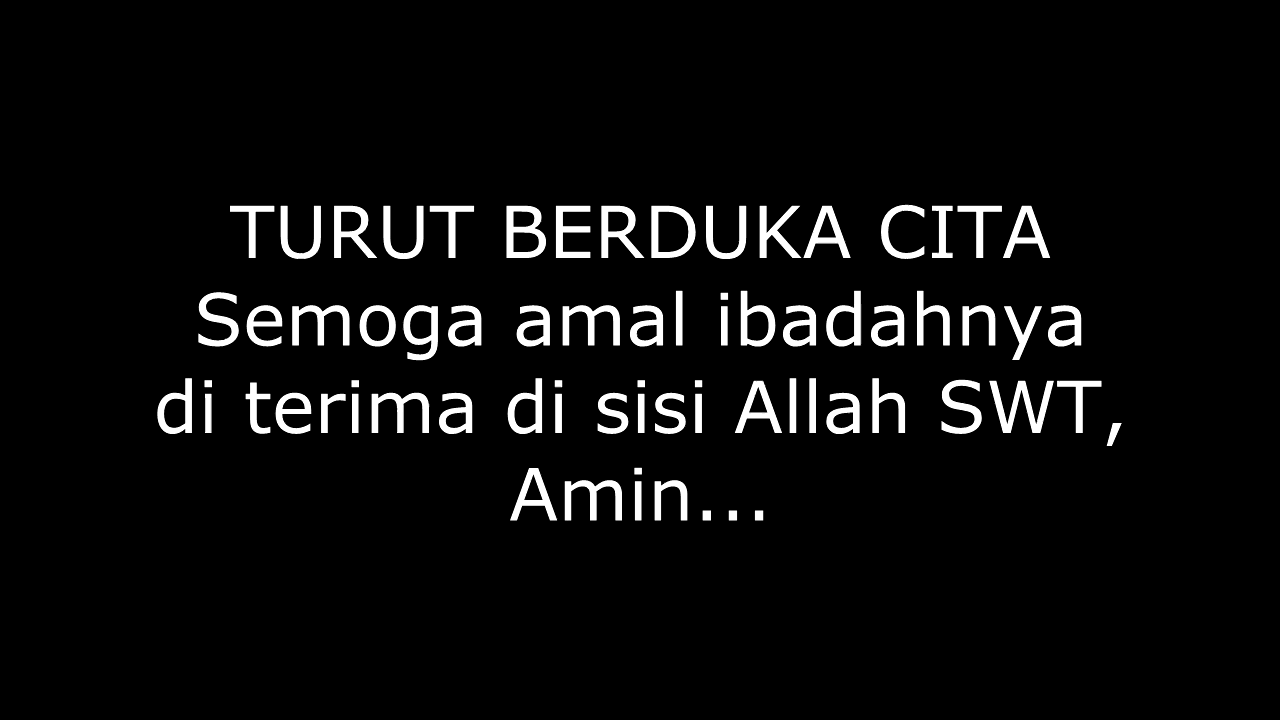 TURUT BERDUKA CITA
Semoga amal ibadahnya
di terima di sisi Allah SWT,
Amin...